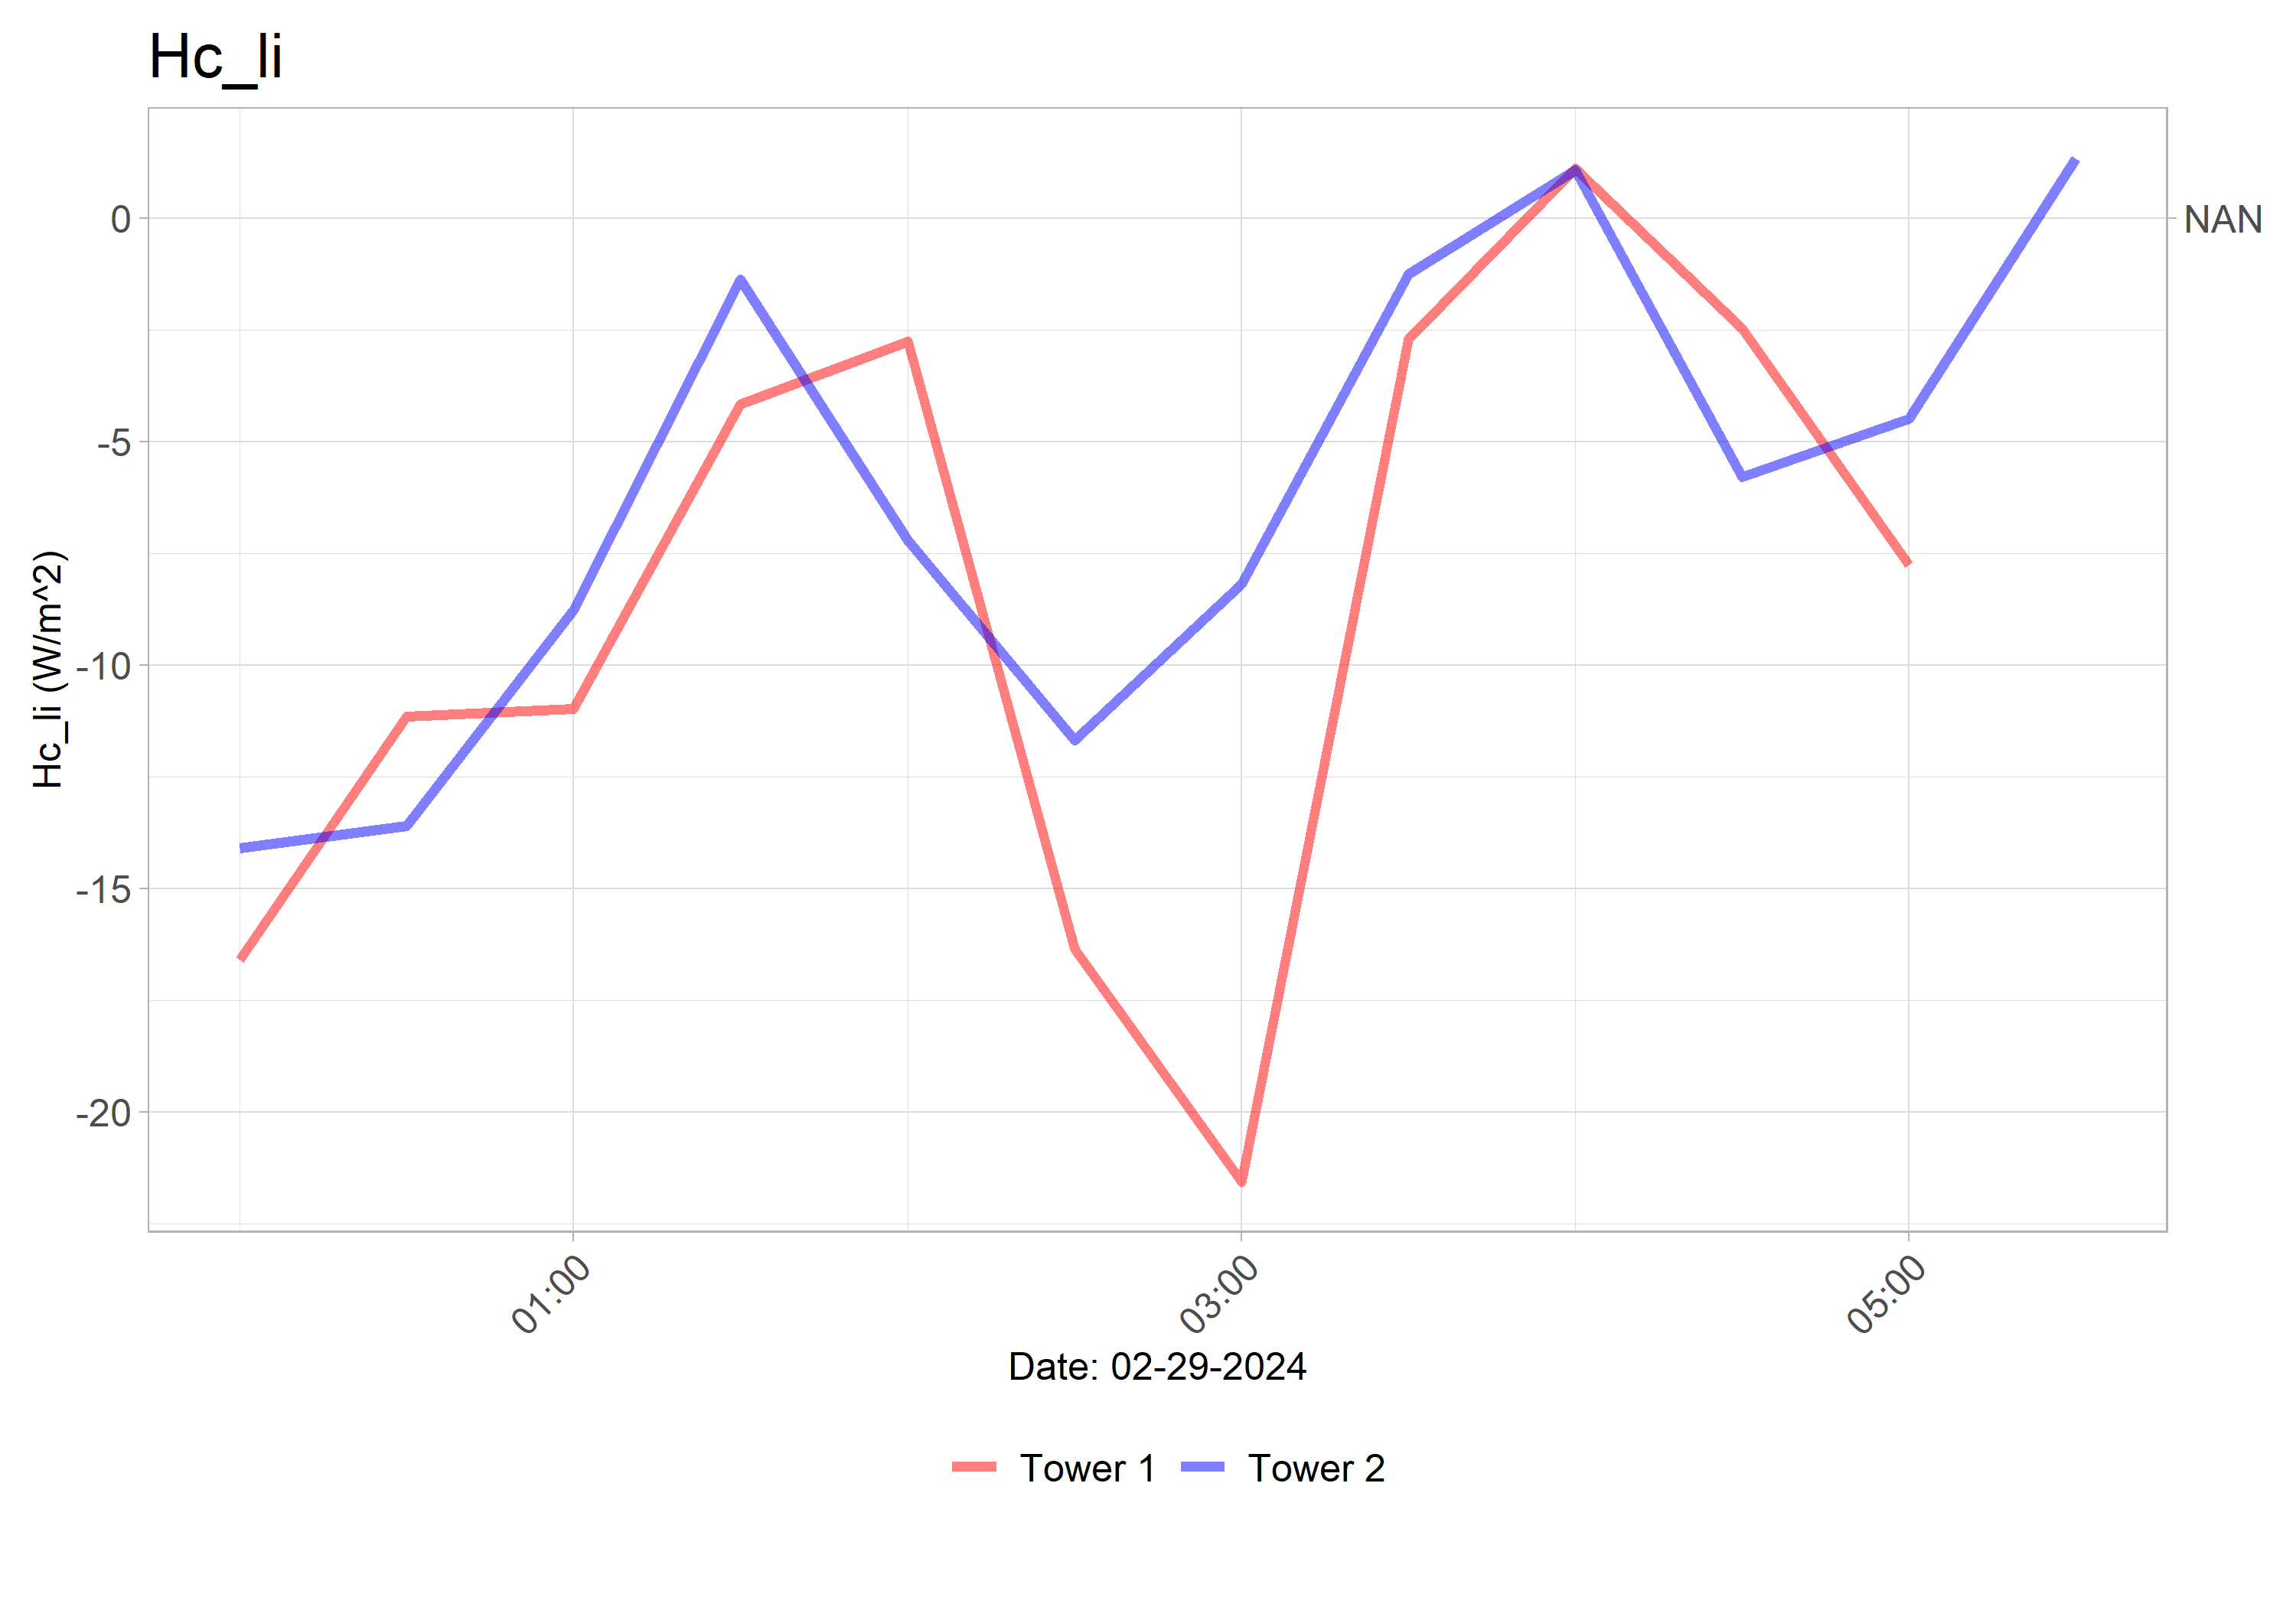 Hc_li
Hc_li (W/m^2)
0
-5
-10
-15
-20
NAN
01:00
03:00
05:00
Date: 02-29-2024
Tower 1
Tower 2